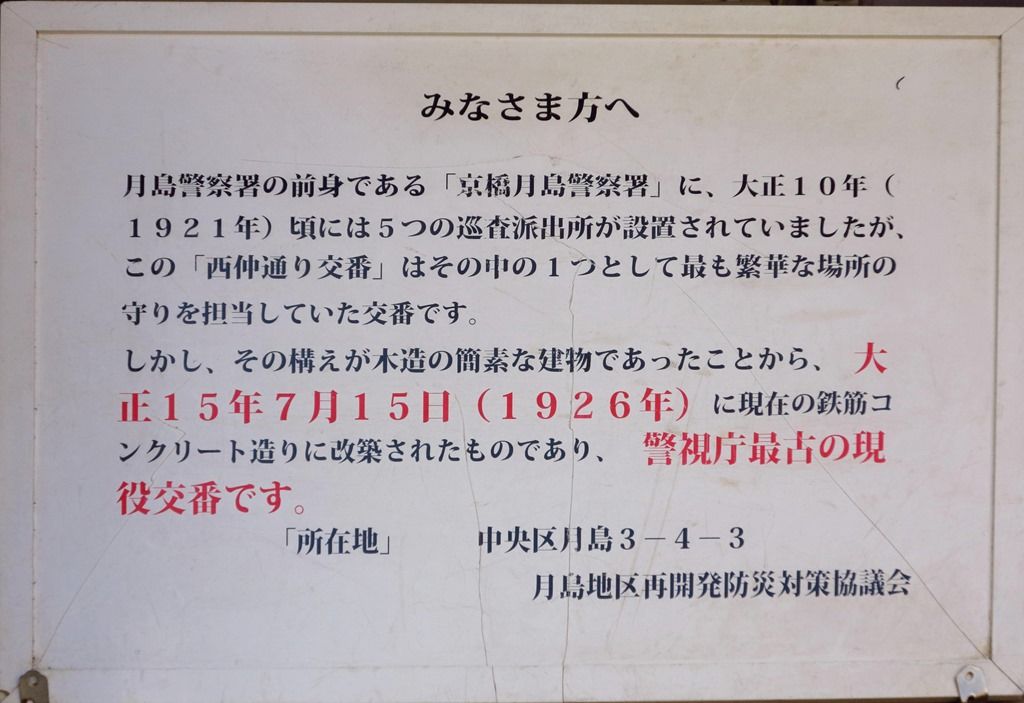 みなさま方へ
月島警察署の前身である「京橋月島警察署」に、大正１０年（
１９２１年）頃には５つの巡査派出所が設置されていましたが、
この「西仲通り交番」はその中の１つとして最も繁華な場所の
守りを担当していた交番です。
しかし、その構えが木造の簡素な建物であったことから、大
正１５年７月１５日（１９２６年）に現在の鉄筋コ
ンクリート造りに改築されたものであり、警視庁最古の現
役交番です。
「所在地」　中央区月島３－４－３
月島地区再開発防災対策協議会